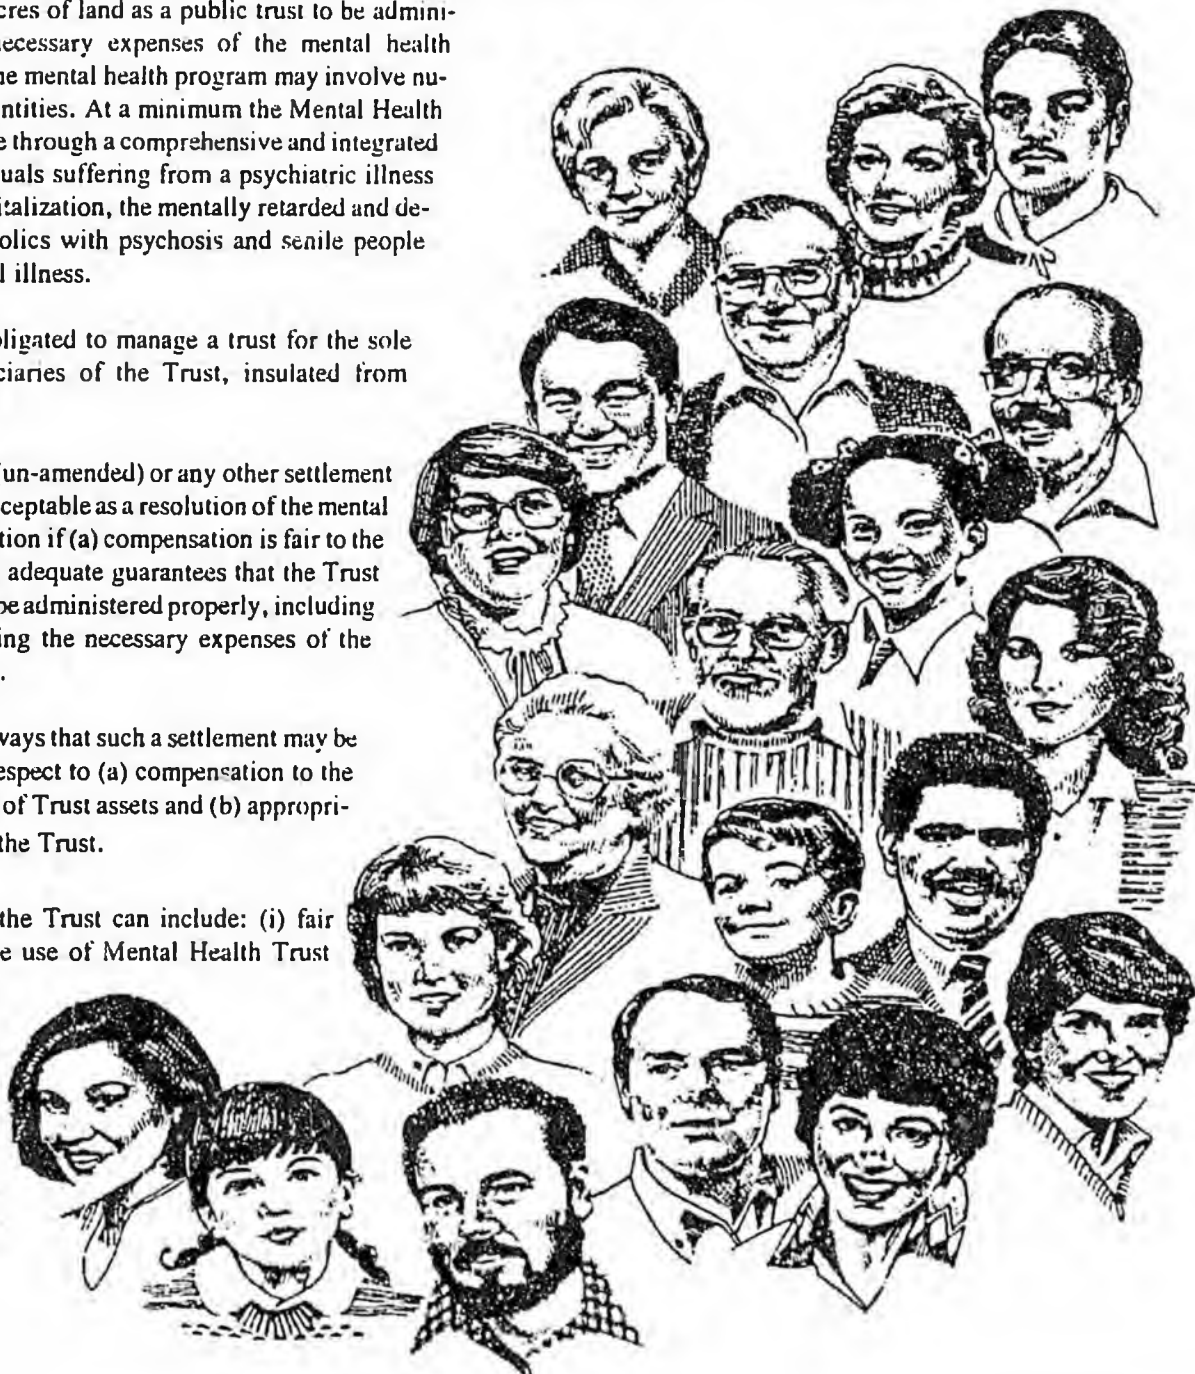 cres of land as a public trust to be admini-
necessary expenses of the mental health
ne mental health program may involve nu-
ntities. At a minimum the Mental Health
e through a comprehensive and integrated
uals suffering from a psychiatric illness
italization, the mentally retarded and de-
olics with psychosis and senile people
l illness.
bligated to manage a trust for the sole
ciaries of the Trust, insulated from
(un-amended) or any other settlement
ceptable as a resolution of the mental
tion if (a) compensation is fair to the
adequate guarantees that the Trust
be administered properly, including
ing the necessary expenses of the
.
ways that such a settlement may be
espect to (a) compensation to the
of Trust assets and (b) appropri-
the Trust.
the Trust can include: (i) fair
e use of Mental Health Trust